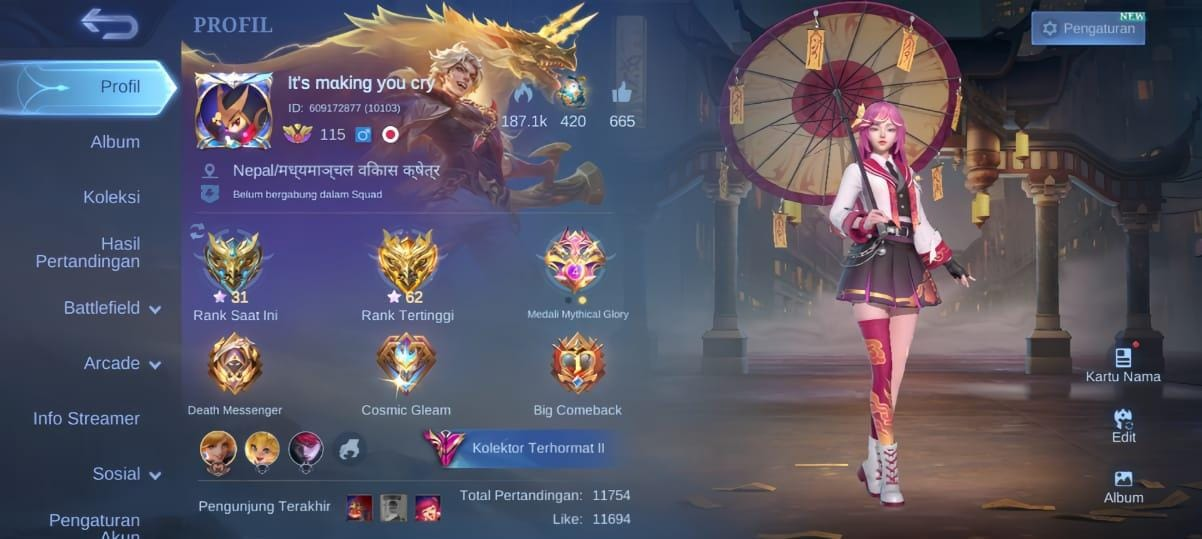 PROFIL
NEW
Pengaturan
Profil
It's making you cry
ID: 609172877 (10103)
115
187.1k
420
665
Album
Nepal/मध्यमाञ्चल विकास क्षेत्र
Belum bergabung dalam Squad
Koleksi
Hasil
Pertandingan
Battlefield
Arcade
Info Streamer
Sosial
Pengaturan
Akun
31
Rank Saat Ini
62
Rank Tertinggi
4
Medali Mythical Glory
Death Messenger
Cosmic Gleam
1
Big Comeback
Kolektor Terhormat II
Pengunjung Terakhir
Total Pertandingan: 11754
Like: 11694
Kartu Nama
Edit
Album